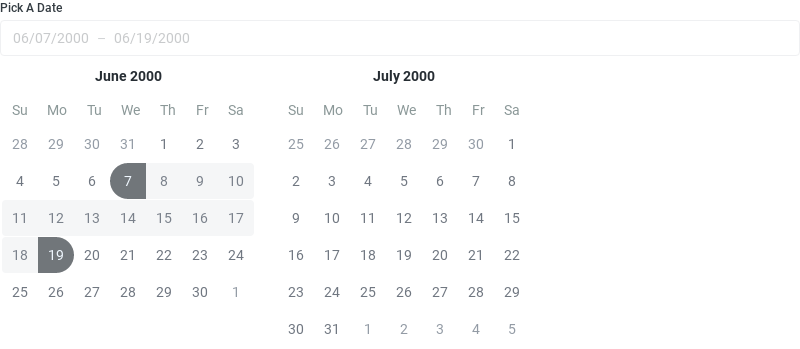 Pick A Date
06/07/2000 – 06/19/2000
June 2000
Su Mo Tu We Th Fr Sa
28 29 30 31 1 2 3
4 5 6 7 8 9 10
11 12 13 14 15 16 17
18 19 20 21 22 23 24
25 26 27 28 29 30 1
July 2000
Su Mo Tu We Th Fr Sa
25 26 27 28 29 30 1
2 3 4 5 6 7 8
9 10 11 12 13 14 15
16 17 18 19 20 21 22
23 24 25 26 27 28 29
30 31 1 2 3 4 5